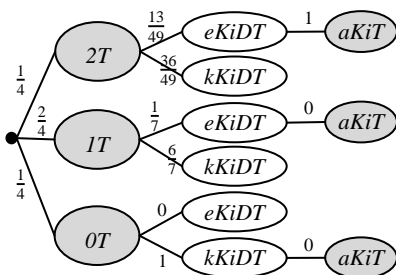 13/49 eKiDT 1 aKiT
2T
1/4 36/49 kKiDT
2/4 1/7 eKiDT 0 aKiT
1T
6/7 kKiDT
1/4 0 eKiDT
0T
1 kKiDT 0 aKiT